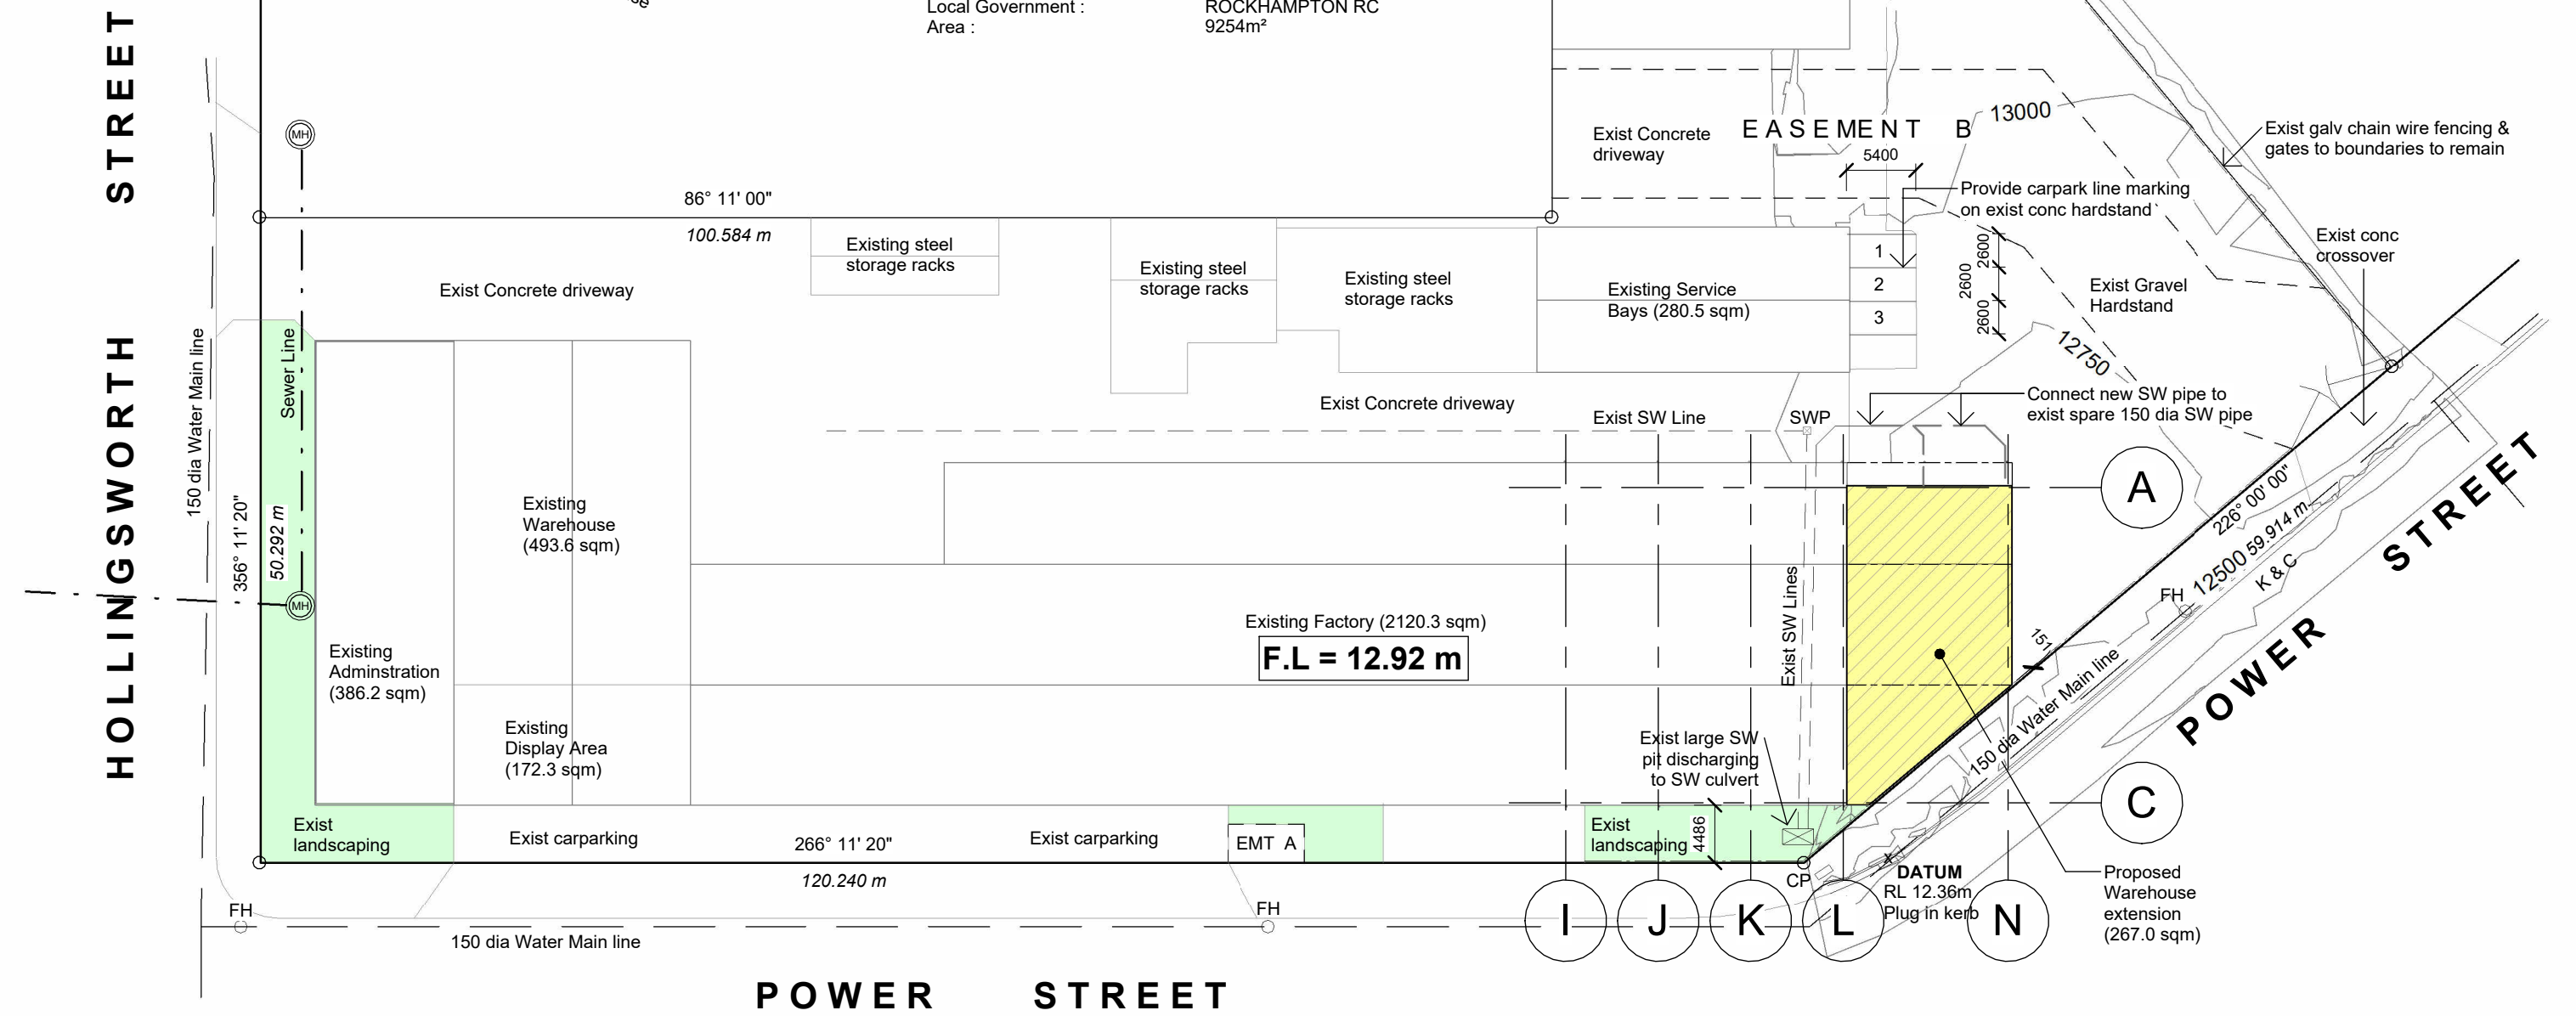 Local Government :
ROCKHAMPTON RC
Area :
9254m²
HOLLINGSWORTH STREET
MH
86° 11' 00"
100.584 m
Exist Concrete
driveway
EASEMENT B
13000
5400
Exist galv chain wire fencing &
gates to boundaries to remain
Provide carpark line marking
on exist conc hardstand
Exist conc
crossover
Existing steel
storage racks
Existing steel
storage racks
Existing steel
storage racks
Exist Concrete driveway
Existing Service
Bays (280.5 sqm)
1
2
3
2600
2600
2600
Exist Gravel
Hardstand
12750
150 dia Water Main line
Sewer Line
Exist Concrete driveway
Exist SW Line
SWP
Connect new SW pipe to
exist spare 150 dia SW pipe
A
356° 11' 20"
50.292 m
MH
Existing
Warehouse
(493.6 sqm)
226° 00' 00"
59.914 m
12500
K & C
FH
POWER STREET
Existing Factory (2120.3 sqm)
F.L = 12.92 m
Exist SW Lines
151
150 dia Water Main line
Existing
Adminstration
(386.2 sqm)
Existing
Display Area
(172.3 sqm)
Exist large SW
pit discharging
to SW culvert
C
Exist
landscaping
Exist carparking
266° 11' 20"
120.240 m
Exist carparking
EMT A
Exist
landscaping
4486
CP
x
DATUM
RL 12.36m
Plug in kerb
Proposed
Warehouse
extension
(267.0 sqm)
FH
FH
I
J
K
L
N
150 dia Water Main line
POWER STREET